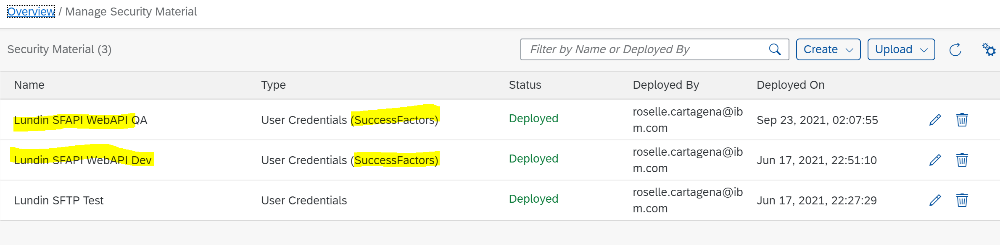 Overview / Manage Security Material
Security Material (3)
Filter by Name or Deployed By
Create
Upload
Name Type Status Deployed By Deployed On
Lundin SFAPI WebAPI QA User Credentials (SuccessFactors) Deployed roselle.cartagena@ib
m.com Sep 23, 2021, 02:07:55
Lundin SFAPI WebAPI Dev User Credentials (SuccessFactors) Deployed roselle.cartagena@ib
m.com Jun 17, 2021, 22:51:10
Lundin SFTP Test User Credentials Deployed roselle.cartagena@ib
m.com Jun 17, 2021, 22:27:29